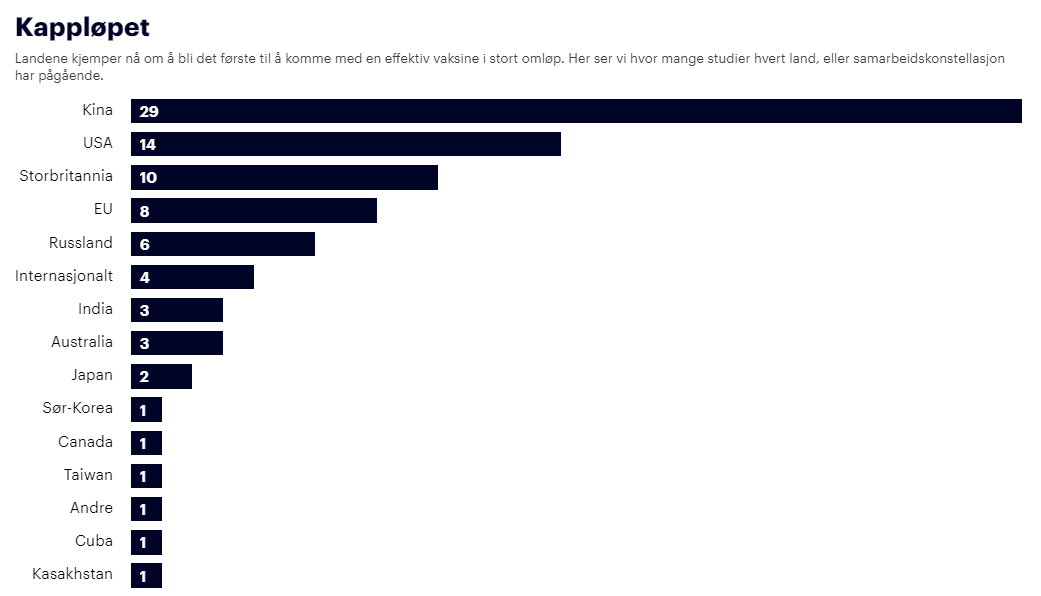 Kappløpet
Landene kjemper nå om å bli det første til å komme med en effektiv vaksine i stort omløp. Her ser vi hvor mange studier hvert land, eller samarbeidskonstellasjon
har pågående.
Kina 29
USA 14
Storbritannia 10
EU 8
Russland 6
Internasjonalt 4
India 3
Australia 3
Japan 2
Sør-Korea 1
Canada 1
Taiwan 1
Andre 1
Cuba 1
Kasakhstan 1